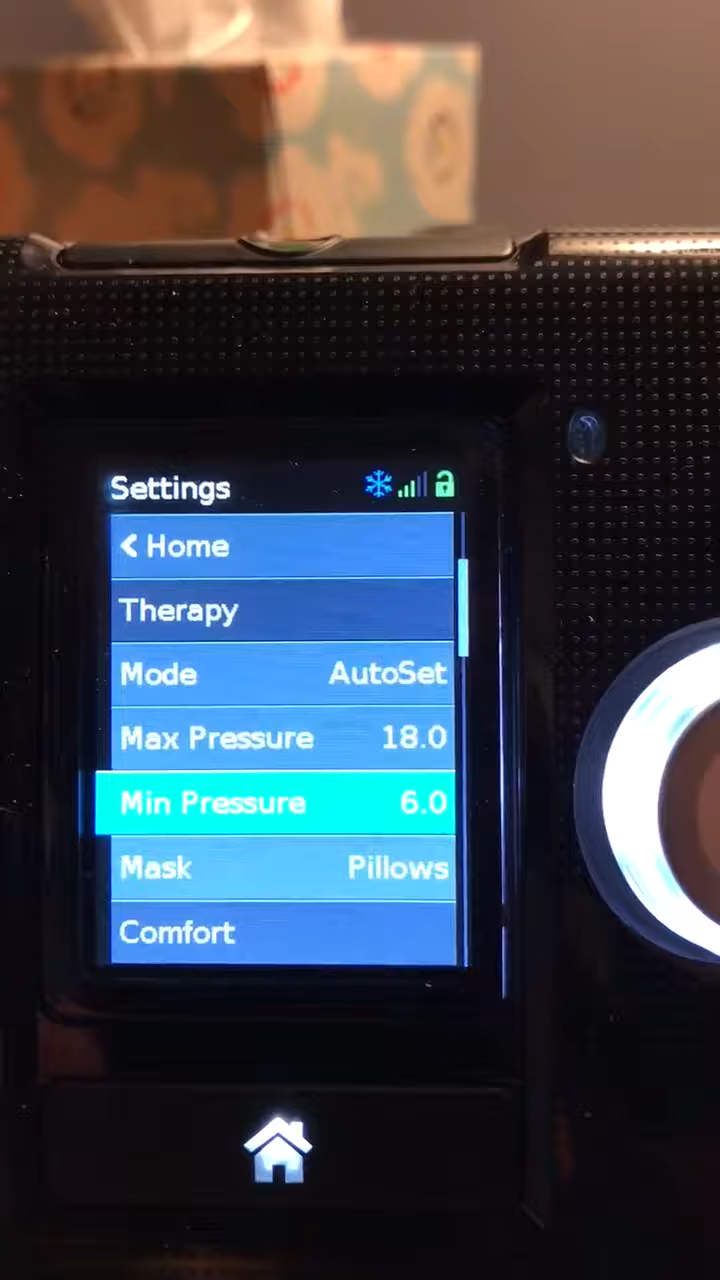 Settings
Home
Therapy
Mode AutoSet
Max Pressure 18.0
Min Pressure 6.0
Mask Pillows
Comfort